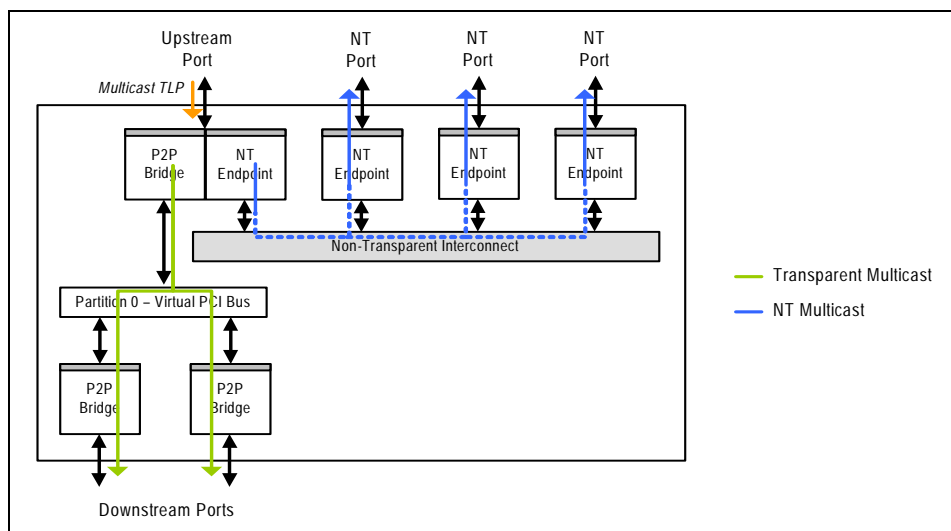 Upstream
Port
NT
Port
NT
Port
NT
Port
Multicast TLP
P2P
Bridge
NT
Endpoint
NT
Endpoint
NT
Endpoint
NT
Endpoint
Non-Transparent Interconnect
Transparent Multicast
NT Multicast
Partition 0 – Virtual PCI Bus
P2P
Bridge
P2P
Bridge
Downstream Ports